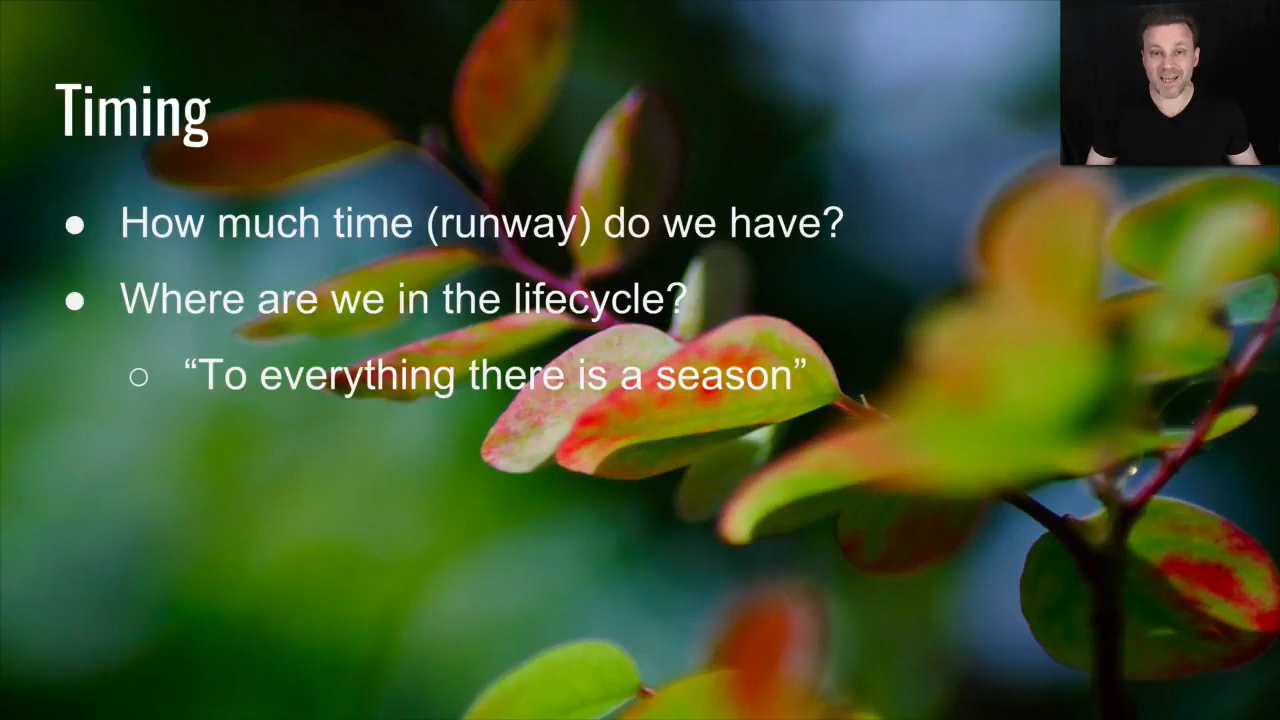 Timing
● How much time (runway) do we have?
● Where are we in the lifecycle?
○ “To everything there is a season”